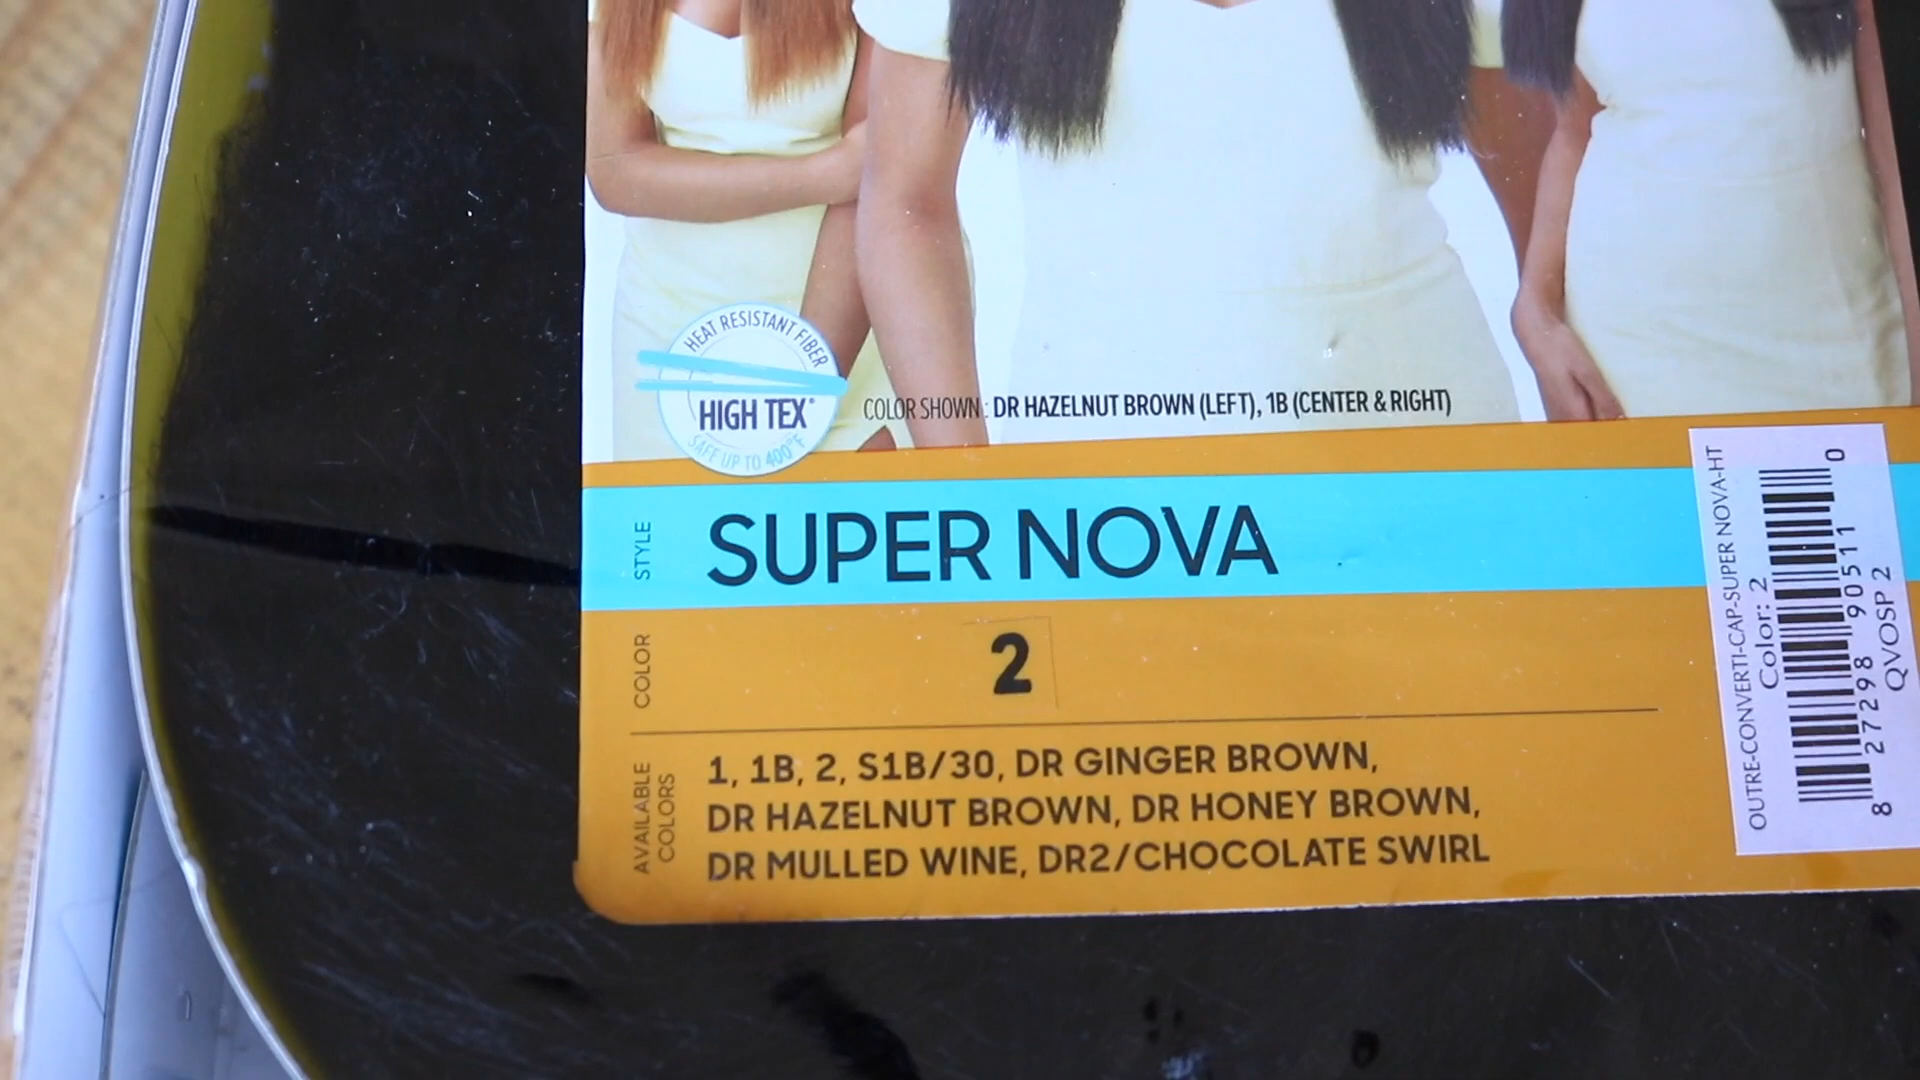 HEAT RESISTANT FIBER
HIGH TEX®
SAFE UP TO 400°F
COLOR SHOWN : DR HAZELNUT BROWN (LEFT), 1B (CENTER & RIGHT)
STYLE
SUPER NOVA
COLOR
2
AVAILABLE
COLORS
1, 1B, 2, S1B/30, DR GINGER BROWN,
DR HAZELNUT BROWN, DR HONEY BROWN,
DR MULLED WINE, DR2/CHOCOLATE SWIRL
OUTRE-CONVERTI-CAP-SUPER NOVA-HT
Color: 2
8 27298 90511 0
QVOSP 2